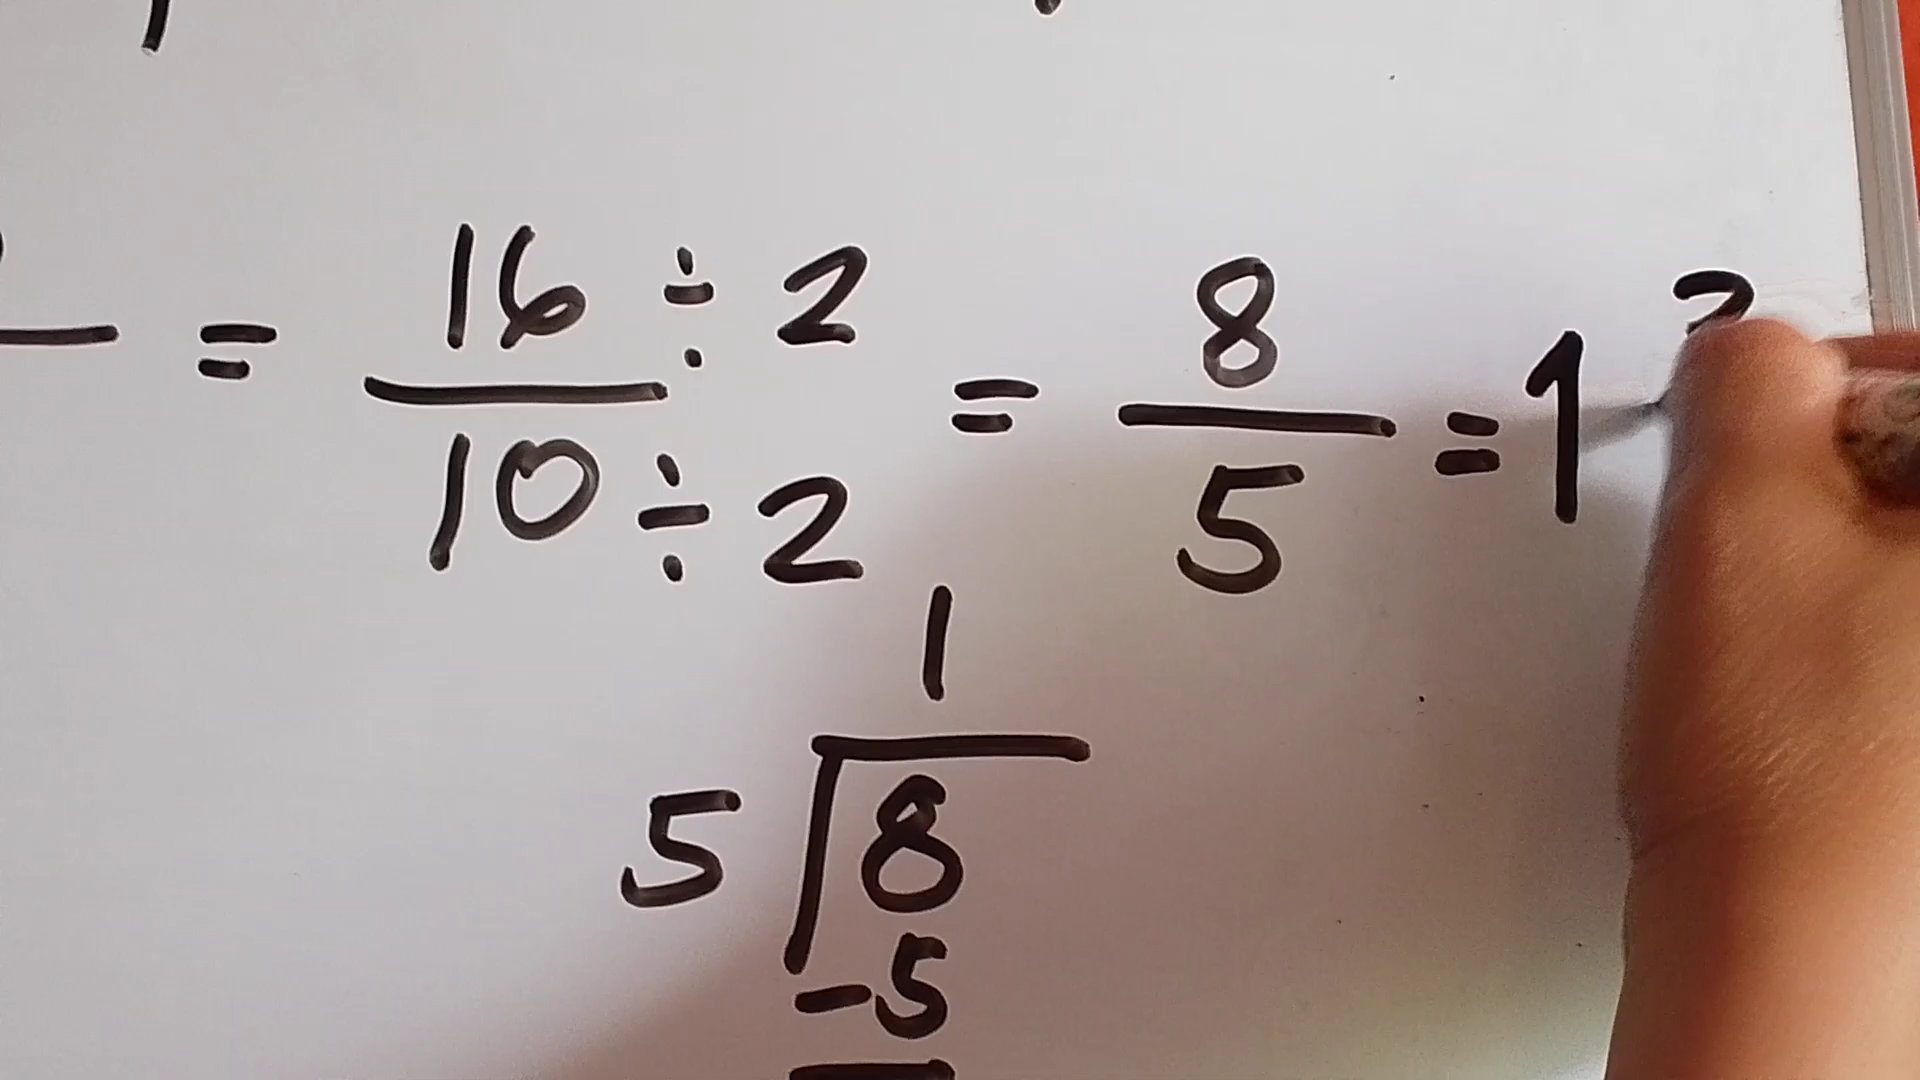 = 16 ÷ 2 / 10 ÷ 2 = 8 / 5 = 1
1
5 8
-5